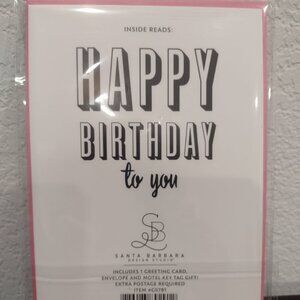 INSIDE READS:
HAPPY
BIRTHDAY
to you
SB
SANTA BARBARA
DESIGN STUDIO
INCLUDES 1 GREETING CARD,
ENVELOPE AND MOTEL KEY TAG GIFT!
EXTRA POSTAGE REQUIRED